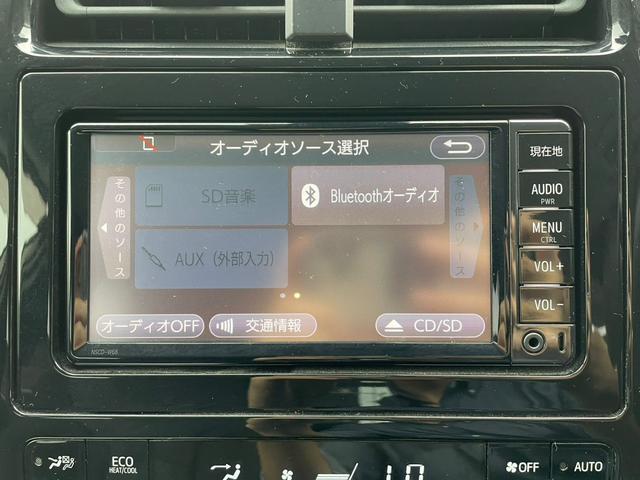 オーディオソース選択
現在地
その他のソース
SD音楽
Bluetoothオーディオ
その他のソース
AUDIO
PWR
MENU
CTRL
AUX（外部入力）
VOL+
VOL-
オーディオOFF
交通情報
CD/SD
NSCD-W66
ECO
HEAT/COOL
OFF
AUTO